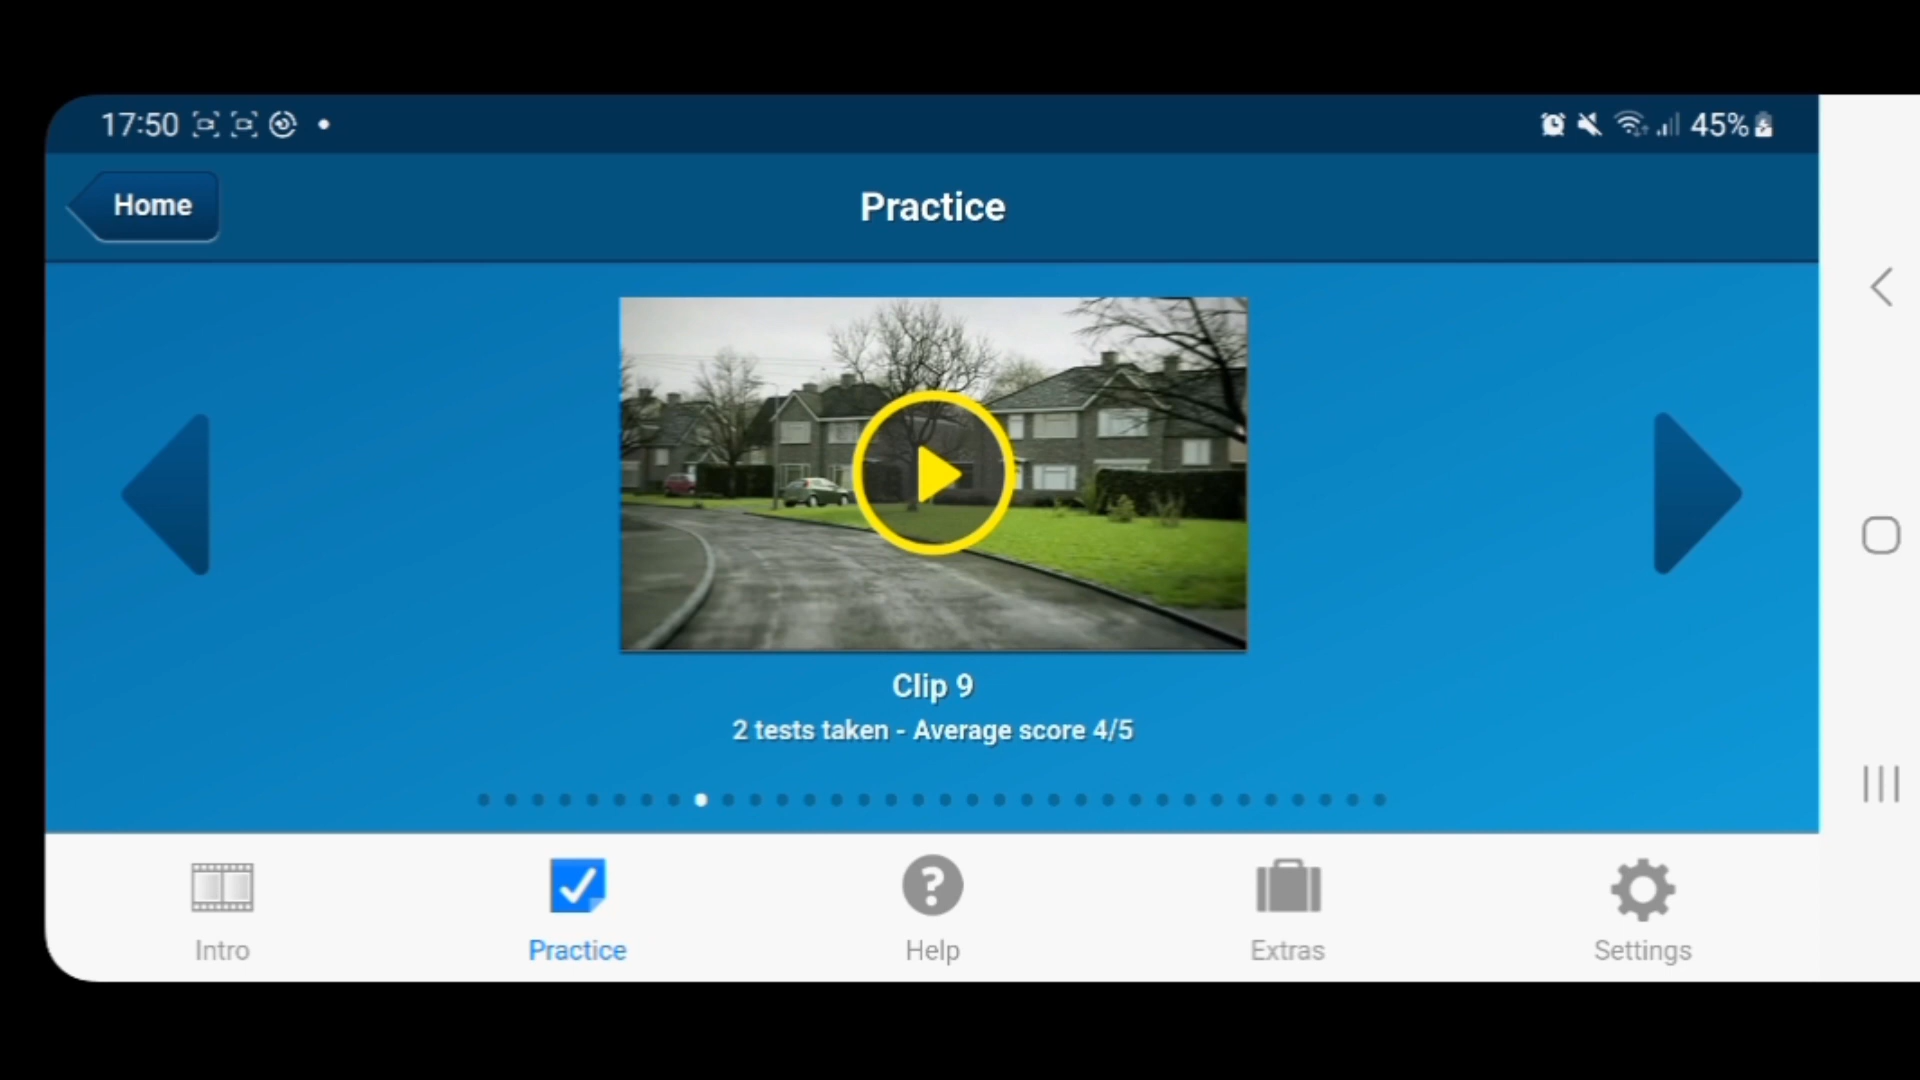 17:50
45%
Home
Practice
Clip 9
2 tests taken - Average score 4/5
Intro
Practice
Help
Extras
Settings